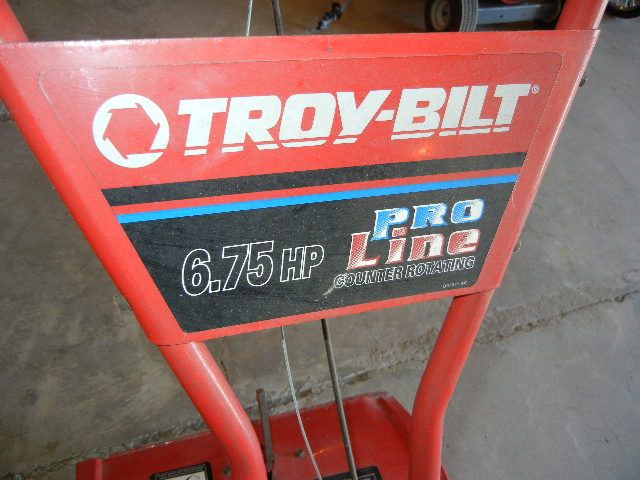 TROY-BILT®
6.75 HP
PRO
Line
COUNTER ROTATING